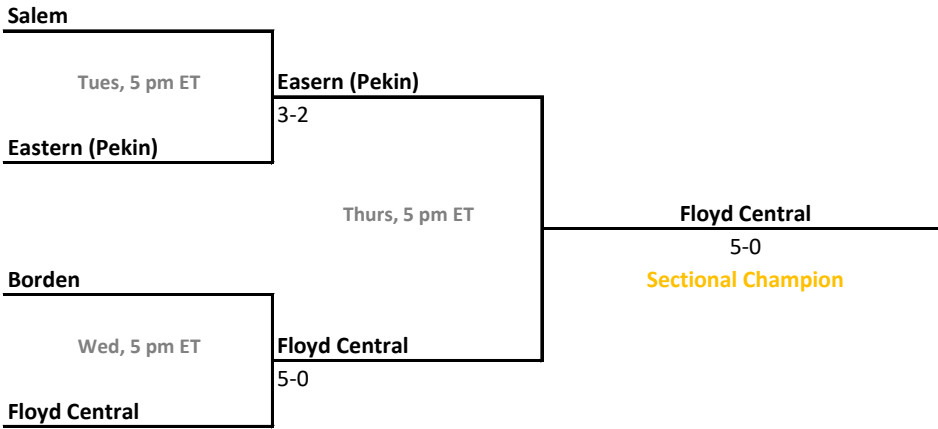 Salem
Tues, 5 pm ET
Easern (Pekin)
3-2
Eastern (Pekin)
Thurs, 5 pm ET
Floyd Central
5-0
Sectional Champion
Borden
Wed, 5 pm ET
Floyd Central
5-0
Floyd Central